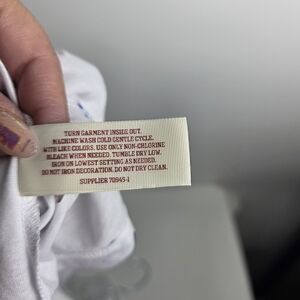 TURN GARMENT INSIDE OUT.
MACHINE WASH COLD GENTLE CYCLE.
WITH LIKE COLORS. USE ONLY NON-CHLORINE
BLEACH WHEN NEEDED. TUMBLE DRY LOW.
IRON ON LOWEST SETTING AS NEEDED.
DO NOT IRON DECORATION. DO NOT DRY CLEAN.
SUPPLIER 70945-1